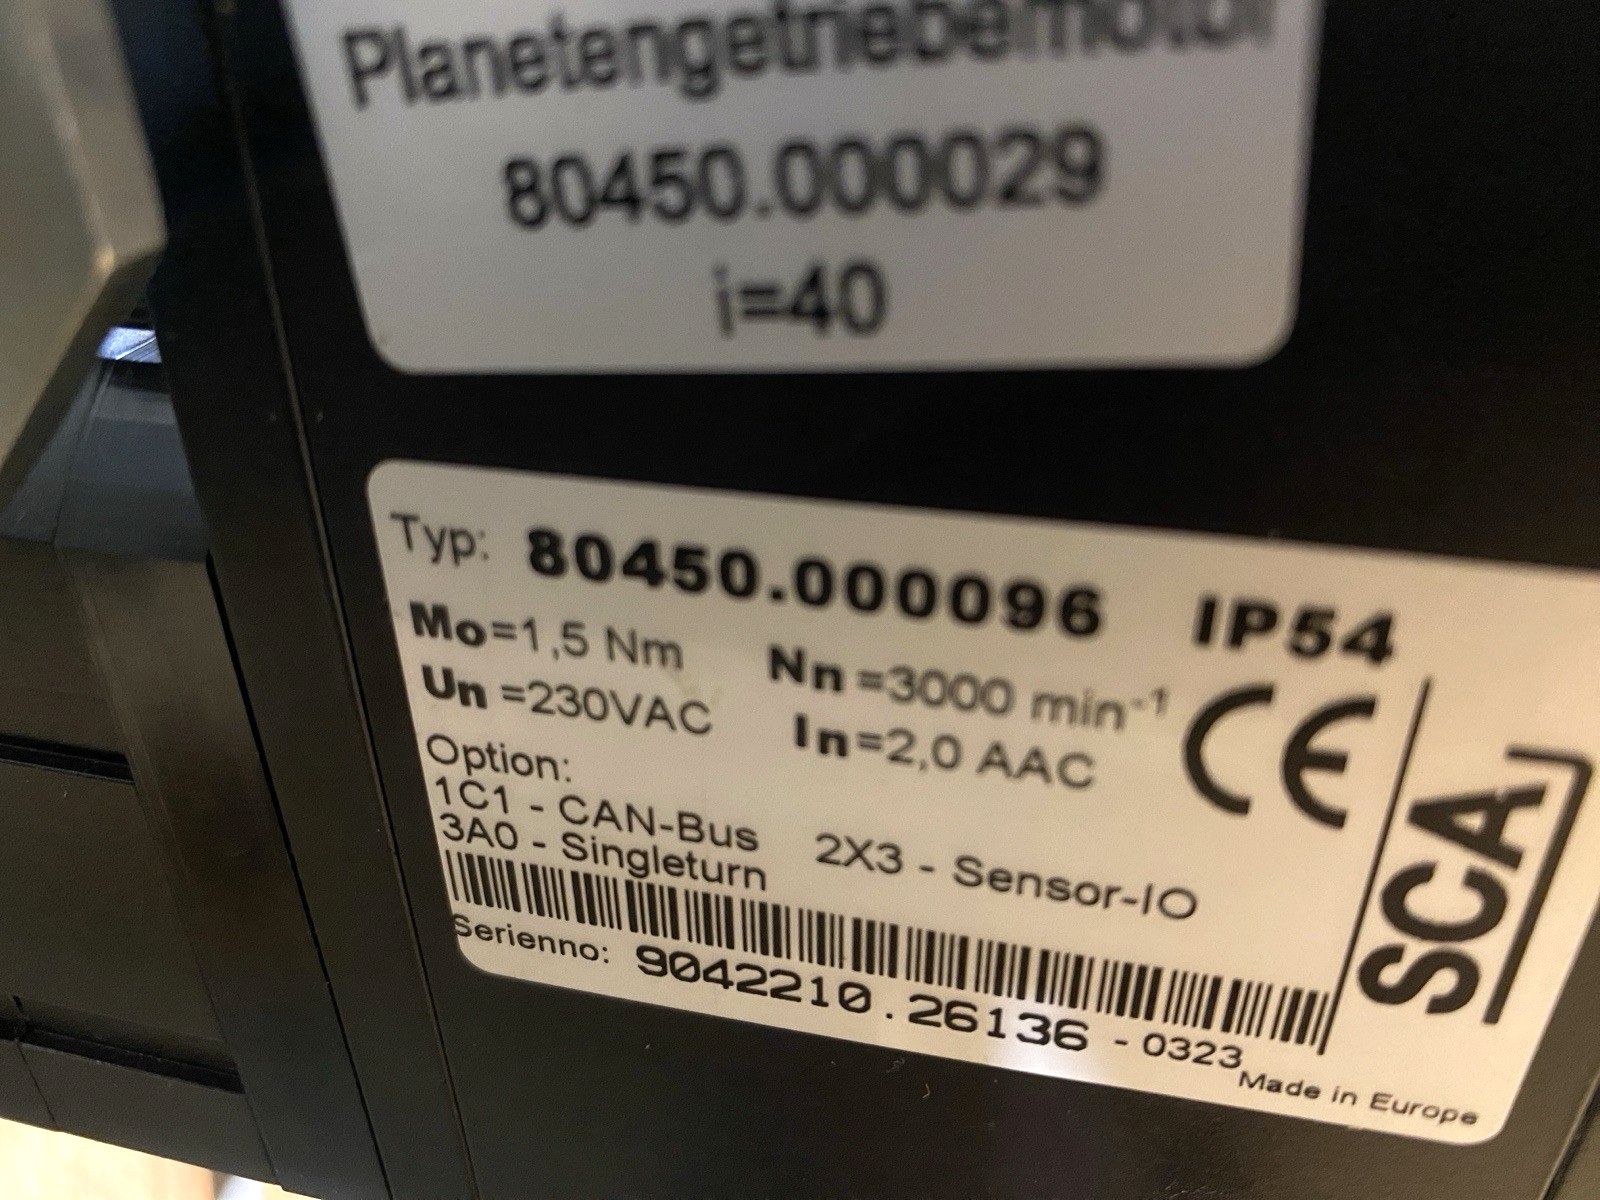 Planetengetriebemotor
80450.000029
i=40
Typ: 80450.000096 IP54
Mo=1,5 Nm Nn=3000 min-1
Un=230VAC In=2,0 AAC
CE
Option:
1C1 - CAN-Bus 2X3 - Sensor-IO
3A0 - Singleturn
Serienno: 9042210.26136 - 0323
Made in Europe
SCA